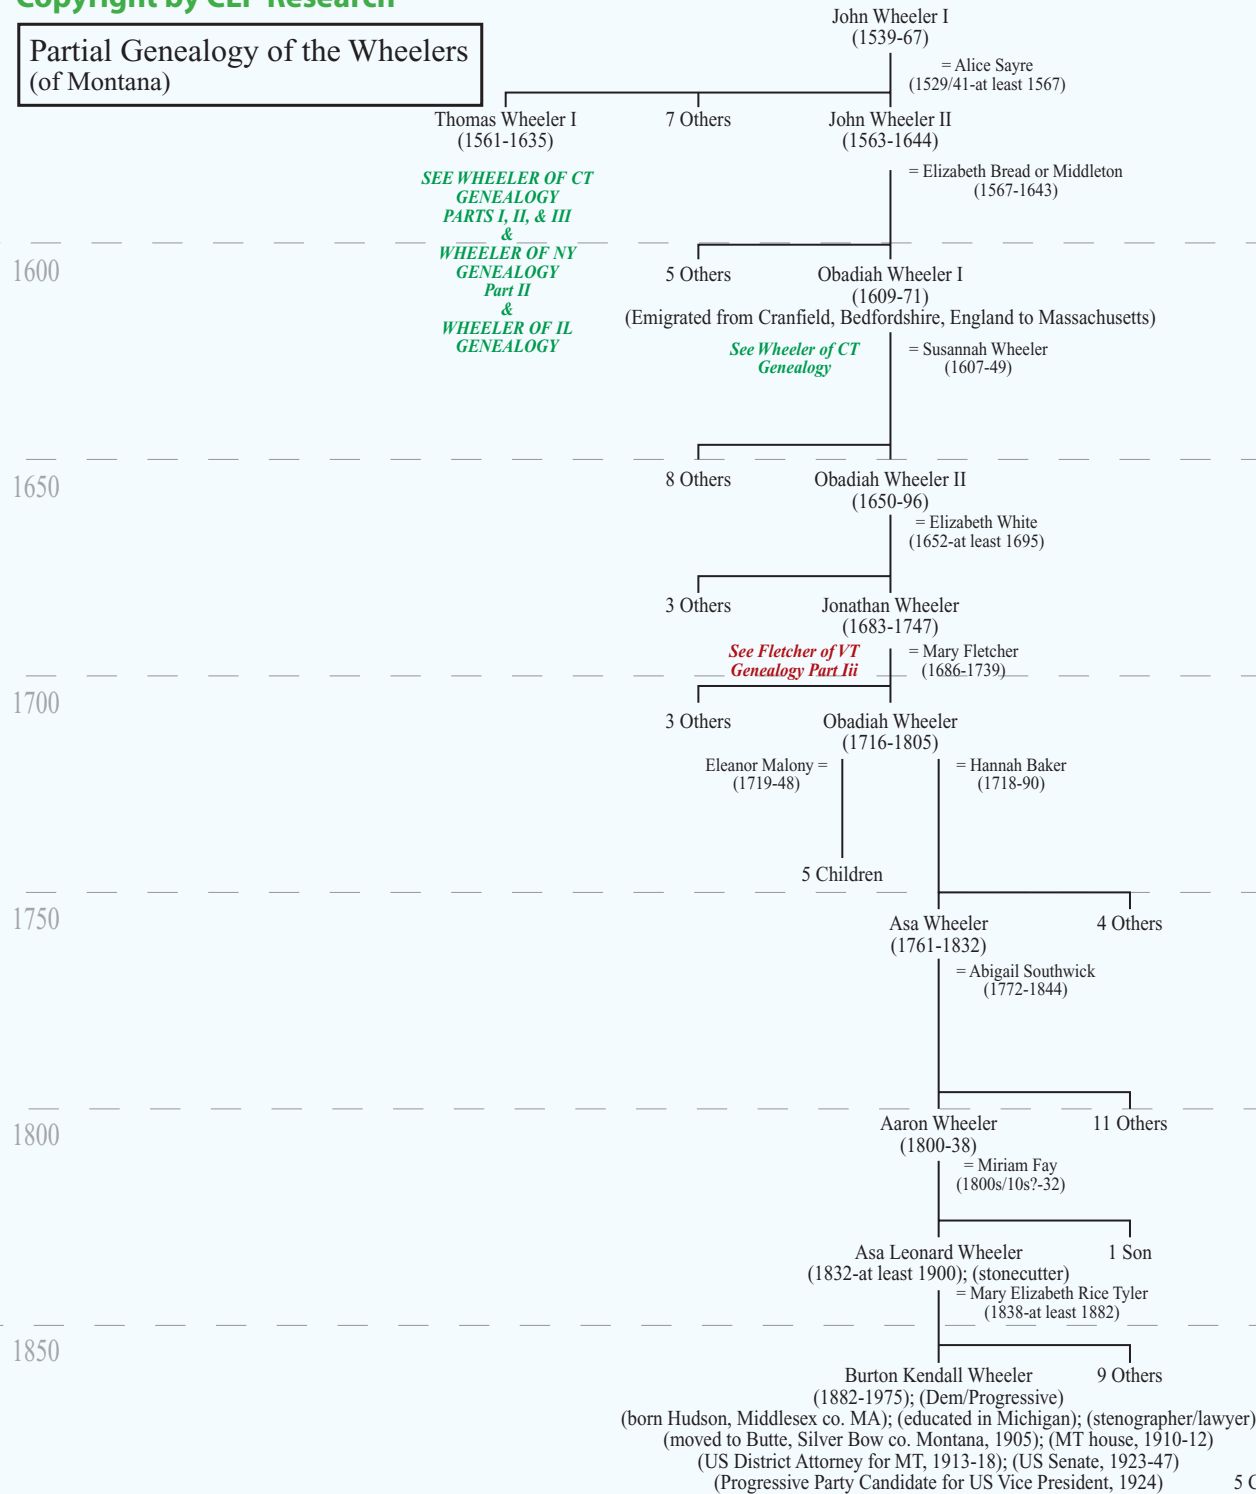 Copyright by CEP Research
Partial Genealogy of the Wheelers
(of Montana)
John Wheeler I
(1539-67)
= Alice Sayre
(1529/41-at least 1567)
Thomas Wheeler I
(1561-1635)
7 Others
John Wheeler II
(1563-1644)
SEE WHEELER OF CT
GENEALOGY
PARTS I, II, & III
&
WHEELER OF NY
GENEALOGY
Part II
&
WHEELER OF IL
GENEALOGY
= Elizabeth Bread or Middleton
(1567-1643)
1600
5 Others
Obadiah Wheeler I
(1609-71)
(Emigrated from Cranfield, Bedfordshire, England to Massachusetts)
See Wheeler of CT
Genealogy
= Susannah Wheeler
(1607-49)
1650
8 Others
Obadiah Wheeler II
(1650-96)
= Elizabeth White
(1652-at least 1695)
3 Others
Jonathan Wheeler
(1683-1747)
See Fletcher of VT
Genealogy Part Iii
= Mary Fletcher
(1686-1739)
1700
3 Others
Obadiah Wheeler
(1716-1805)
Eleanor Malony =
(1719-48)
= Hannah Baker
(1718-90)
5 Children
1750
Asa Wheeler
(1761-1832)
4 Others
= Abigail Southwick
(1772-1844)
1800
Aaron Wheeler
(1800-38)
11 Others
= Miriam Fay
(1800s/10s?-32)
Asa Leonard Wheeler
(1832-at least 1900); (stonecutter)
1 Son
= Mary Elizabeth Rice Tyler
(1838-at least 1882)
1850
Burton Kendall Wheeler
9 Others
(1882-1975); (Dem/Progressive)
(born Hudson, Middlesex co. MA); (educated in Michigan); (stenographer/lawyer)
(moved to Butte, Silver Bow co. Montana, 1905); (MT house, 1910-12)
(US District Attorney for MT, 1913-18); (US Senate, 1923-47)
(Progressive Party Candidate for US Vice President, 1924)
5